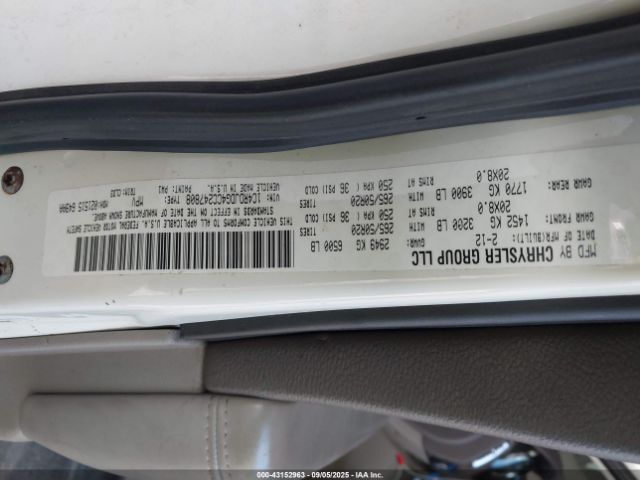 MFD BY CHRYSLER GROUP LLC
DATE OF MFR(BUILT): 2-12 2949 KG 6500 LB
GAWR FRONT: 1452 KG 3200 LB WITH 265/50R20 TIRES
20X8.0 RIMS AT 250 KPA( 36 PSI) COLD
GAWR REAR: 1770 KG 3900 LB WITH 265/50R20 TIRES
20X8.0 RIMS AT 250 KPA( 36 PSI) COLD
THIS VEHICLE CONFORMS TO ALL APPLICABLE U.S.A. FEDERAL MOTOR VEHICLE SAFETY
STANDARDS IN EFFECT ON THE DATE OF MANUFACTURE SHOWN ABOVE.
VIN: 1C4RDJDG4CC247808 TYPE: MPV
VEHICLE MADE IN U.S.A. PAINT:
MDH:021515
000-43152963 - 09/05/2025 - IAAI.COM